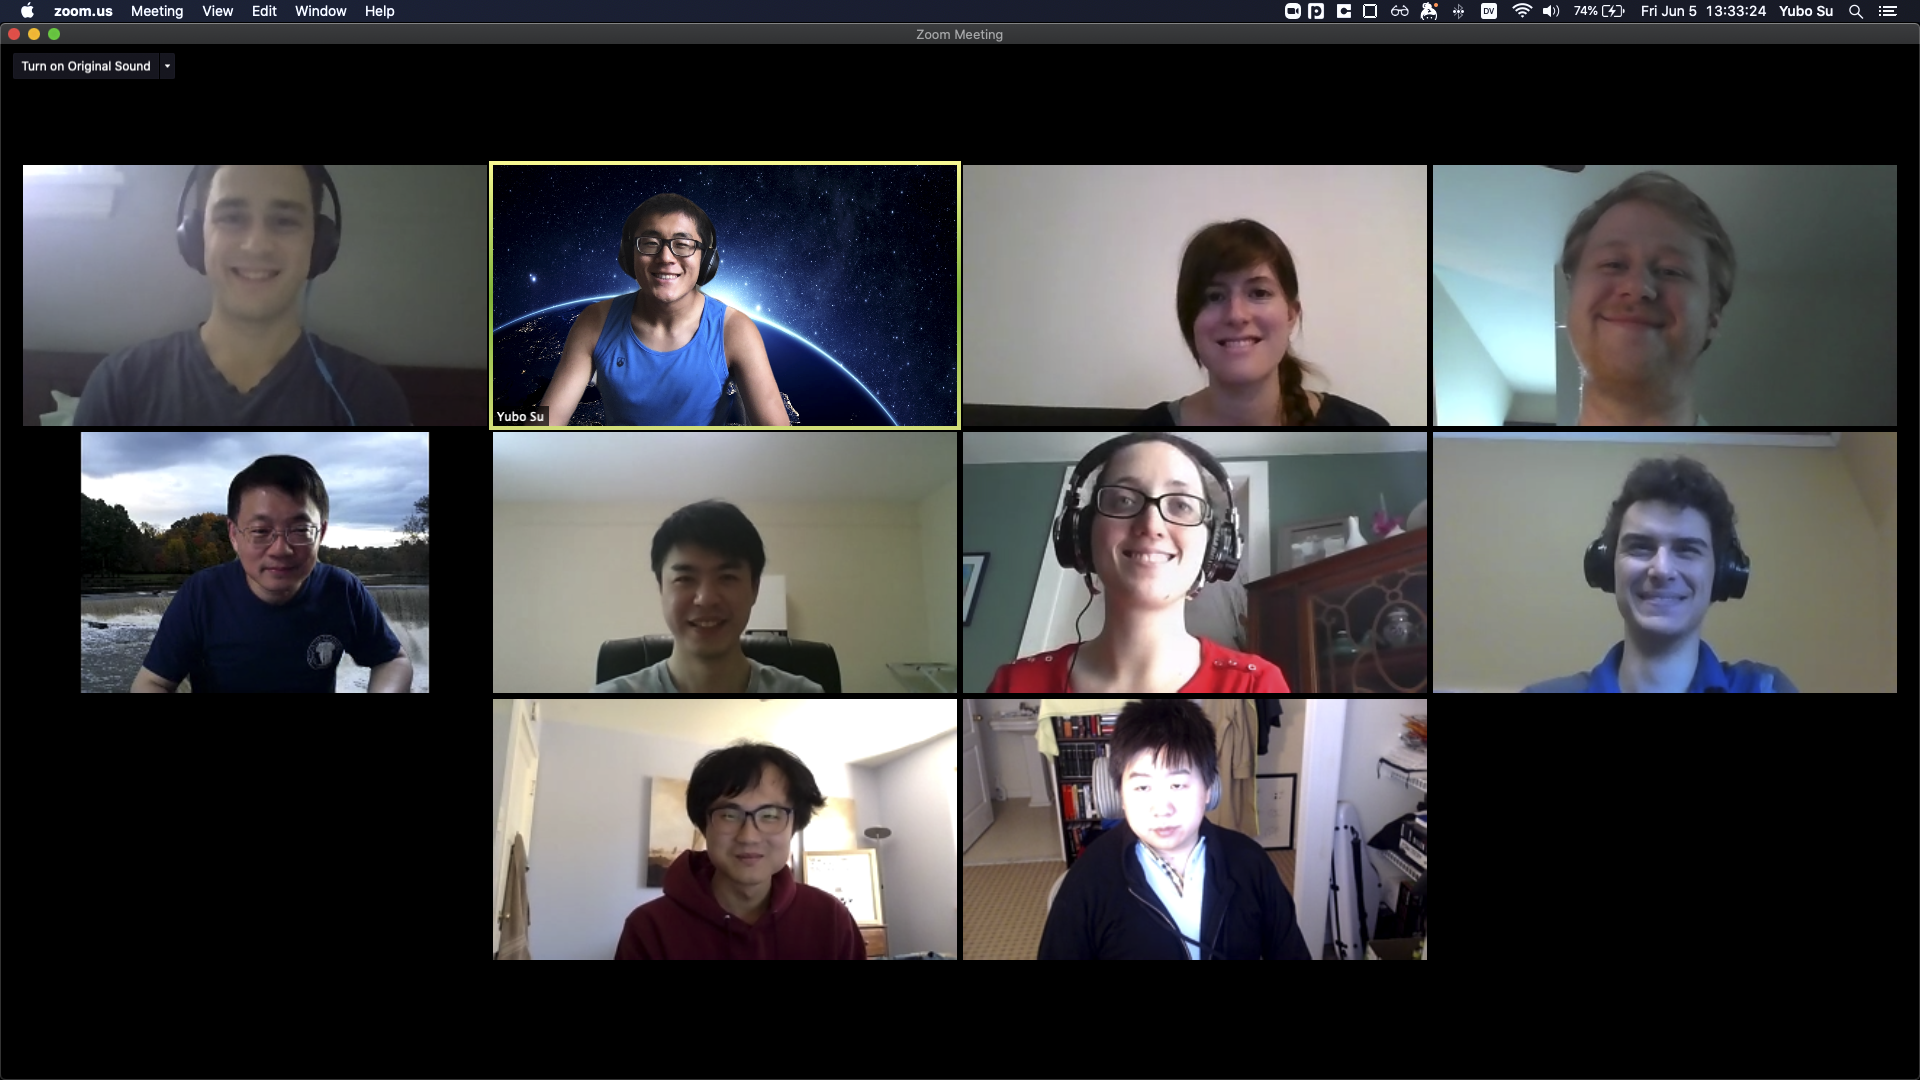 zoom.us Meeting View Edit Window Help DV 74% Fri Jun 5 13:33:24 Yubo Su
Zoom Meeting
Turn on Original Sound
Yubo Su